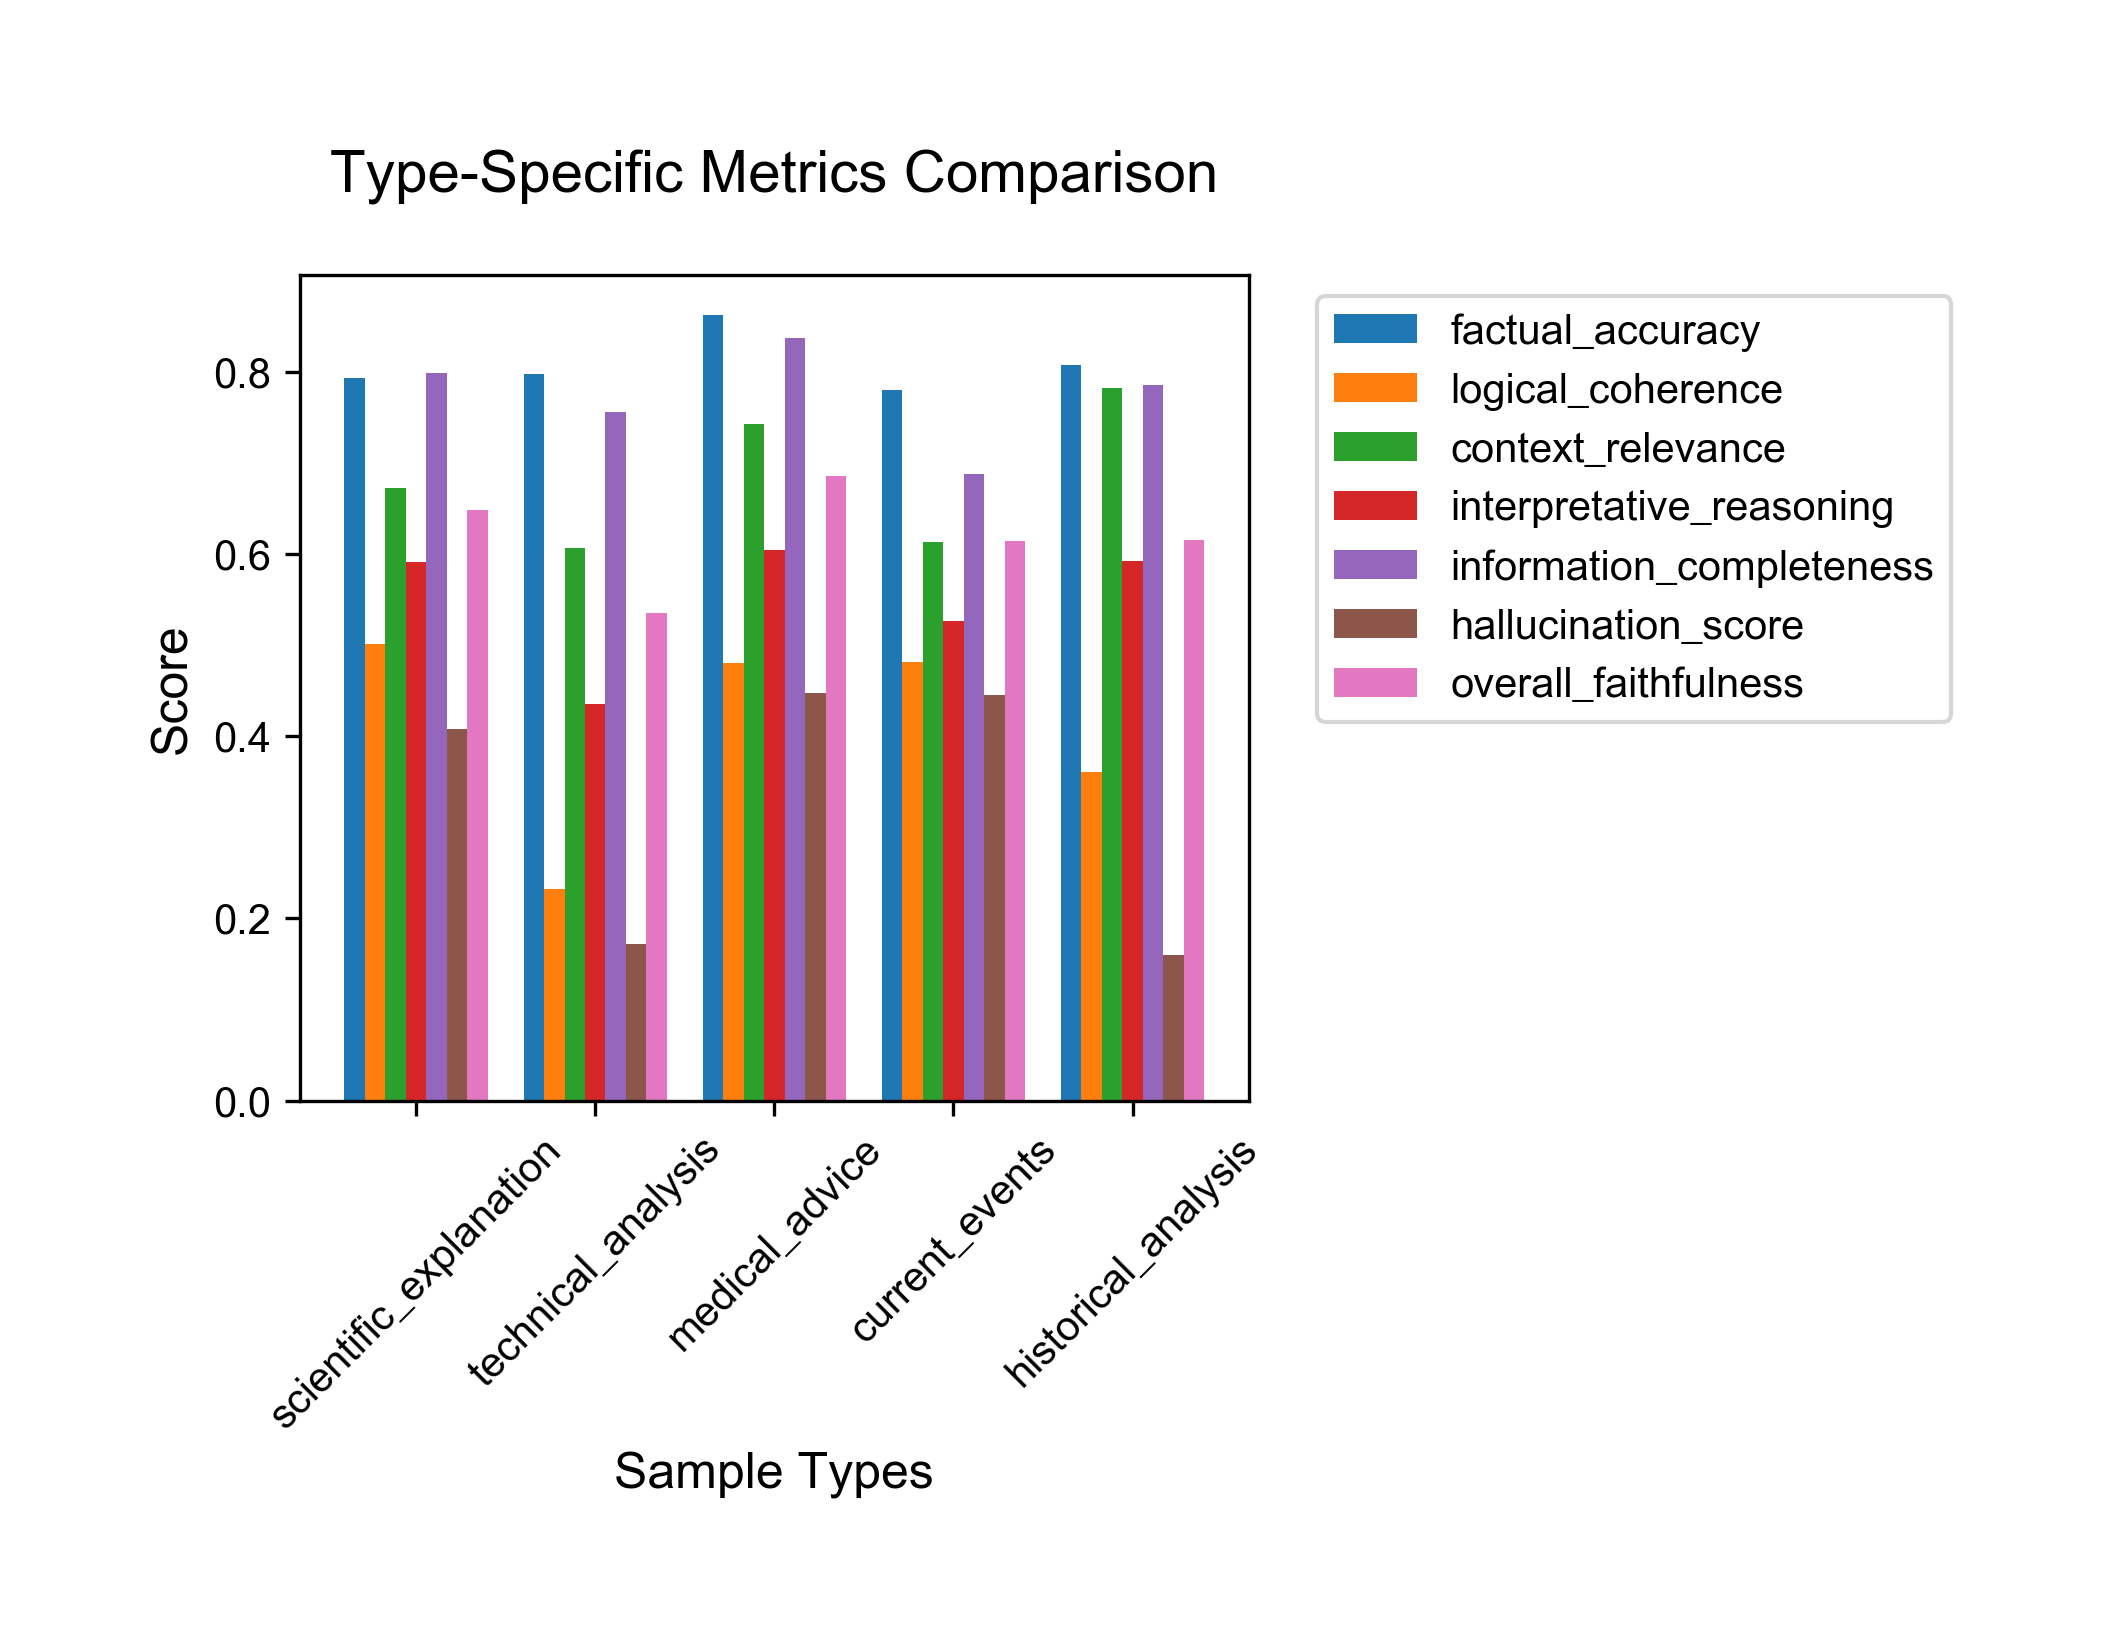 Type-Specific Metrics Comparison
Score
0.8
0.6
0.4
0.2
0.0
scientific_explanation
technical_analysis
medical_advice
current_events
historical_analysis
Sample Types
factual_accuracy
logical_coherence
context_relevance
interpretative_reasoning
information_completeness
hallucination_score
overall_faithfulness